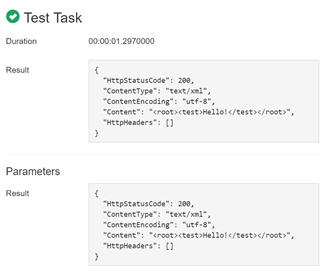 Test Task
Duration 00:00:01.2970000
Result {
"HttpStatusCode": 200,
"ContentType": "text/xml",
"ContentEncoding": "utf-8",
"Content": "<root><test>Hello!</test></root>",
"HttpHeaders": []
}
Parameters
Result {
"HttpStatusCode": 200,
"ContentType": "text/xml",
"ContentEncoding": "utf-8",
"Content": "<root><test>Hello!</test></root>",
"HttpHeaders": []
}